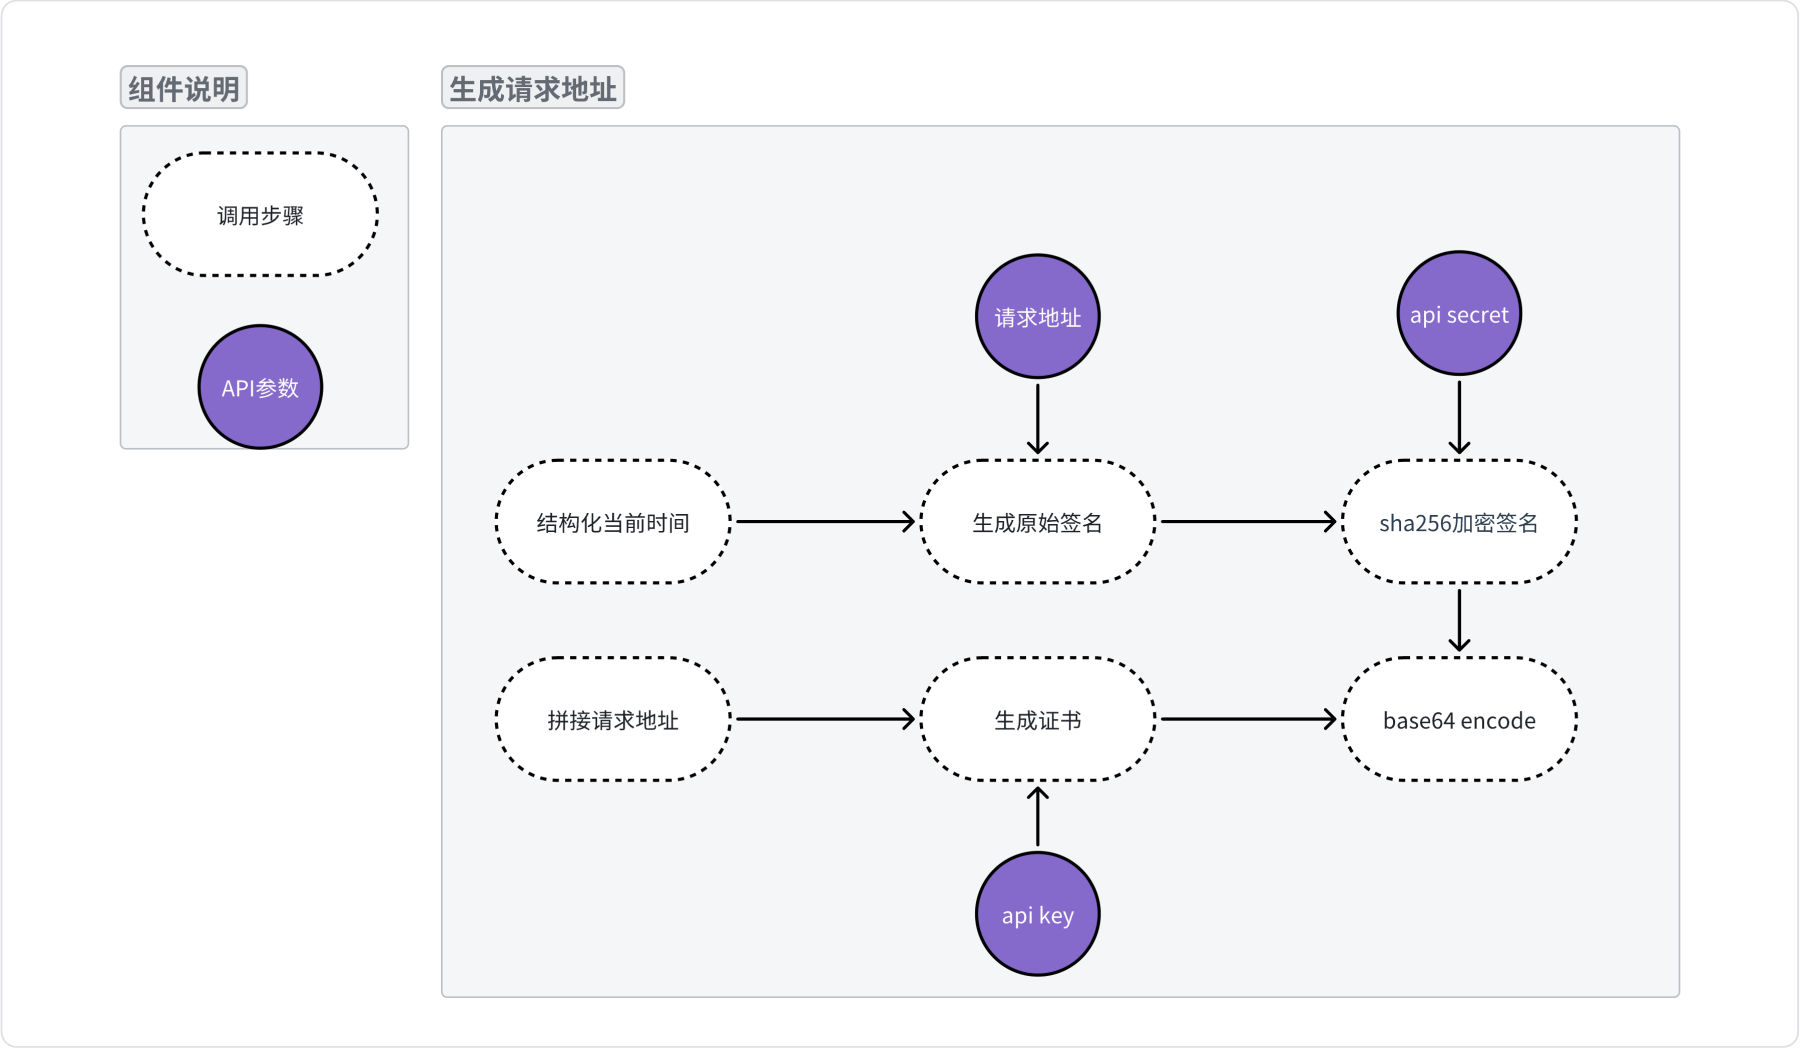 组件说明
调用步骤
API参数
生成请求地址
请求地址
api secret
结构化当前时间
生成原始签名
sha256加密签名
拼接请求地址
生成证书
base64 encode
api key